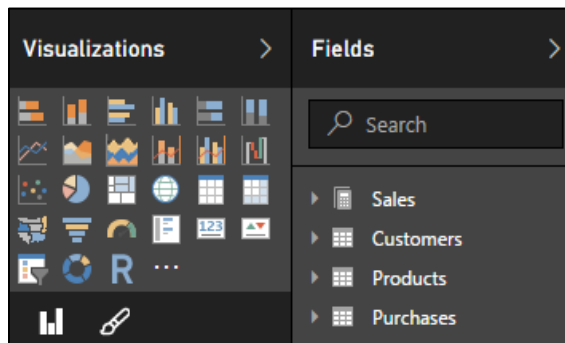 Visualizations
R
123
Fields
Search
Sales
Customers
Products
Purchases